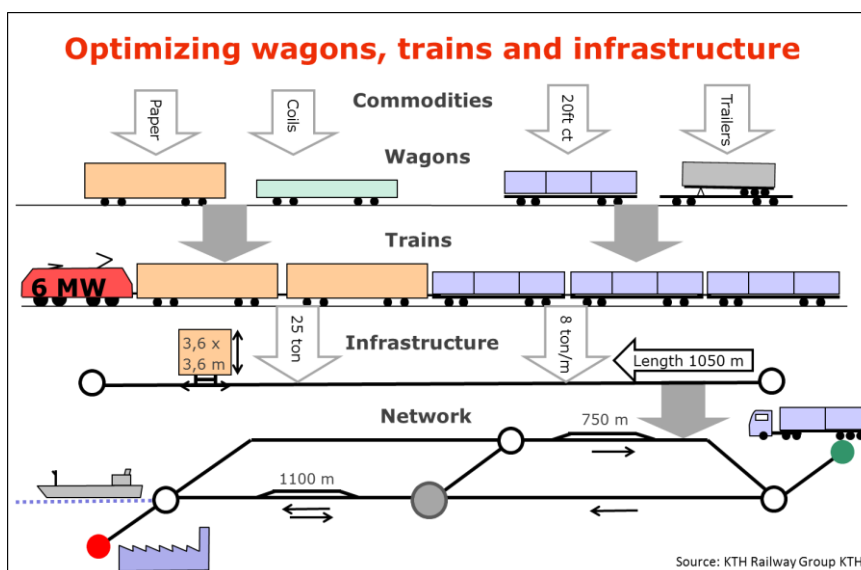 Optimizing wagons, trains and infrastructure
Commodities
Paper
Coils
20ft ct
Trailers
Wagons
Trains
6 MW
3,6 x
3,6 m
25 ton
Infrastructure
8 ton/m
Length 1050 m
Network
750 m
1100 m
Source: KTH Railway Group KTH